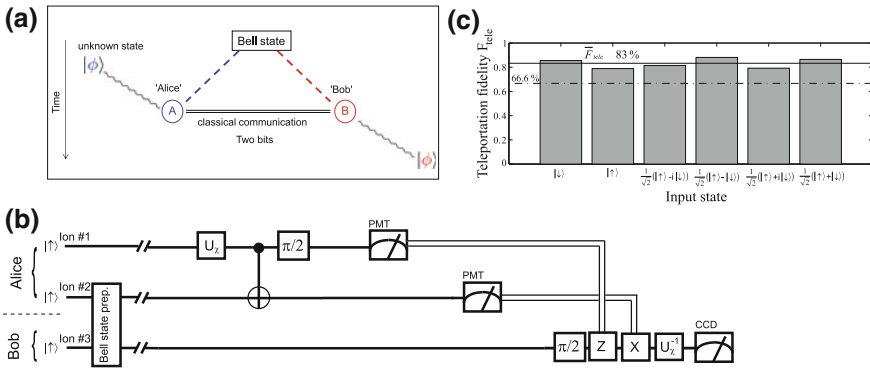 (a)
Bell state
unknown state
|ϕ⟩
Time
'Alice'
'Bob'
A
B
classical communication
Two bits
|ϕ⟩
(c)
Teleportation fidelity F_tele
1
0.8
0.6
0.4
0.2
0
F̅_tele 83 %
66.6 %
|↓⟩
|↑⟩
1/√2(|↑⟩-i|↓⟩)
1/√2(|↑⟩-|↓⟩)
1/√2(|↑⟩+i|↓⟩)
1/√2(|↑⟩+|↓⟩)
Input state
(b)
Alice
Bob
|↑⟩ Ion #1
|↑⟩ Ion #2
|↑⟩ Ion #3
Bell state prep.
U_χ
π/2
PMT
PMT
π/2
Z
X
U_χ^-1
CCD